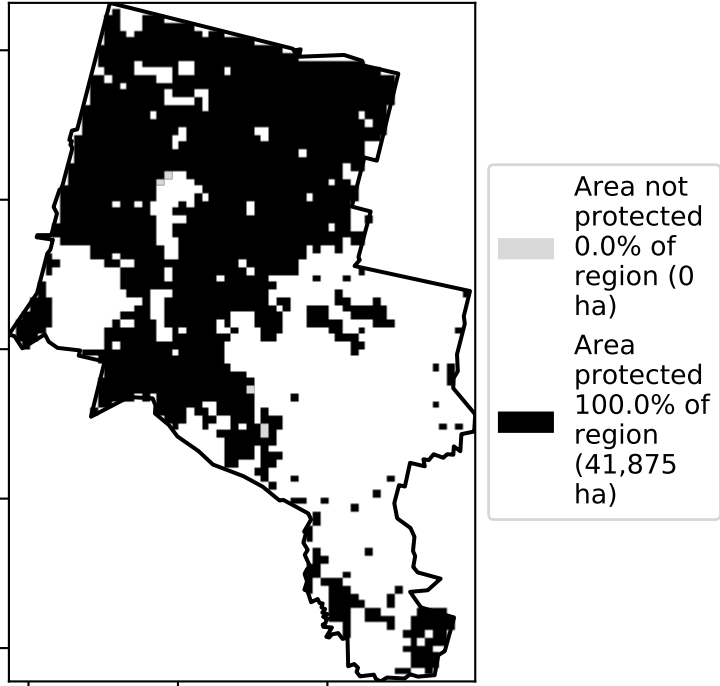 Area not
protected
0.0% of
region (0
ha)
Area
protected
100.0% of
region
(41,875
ha)